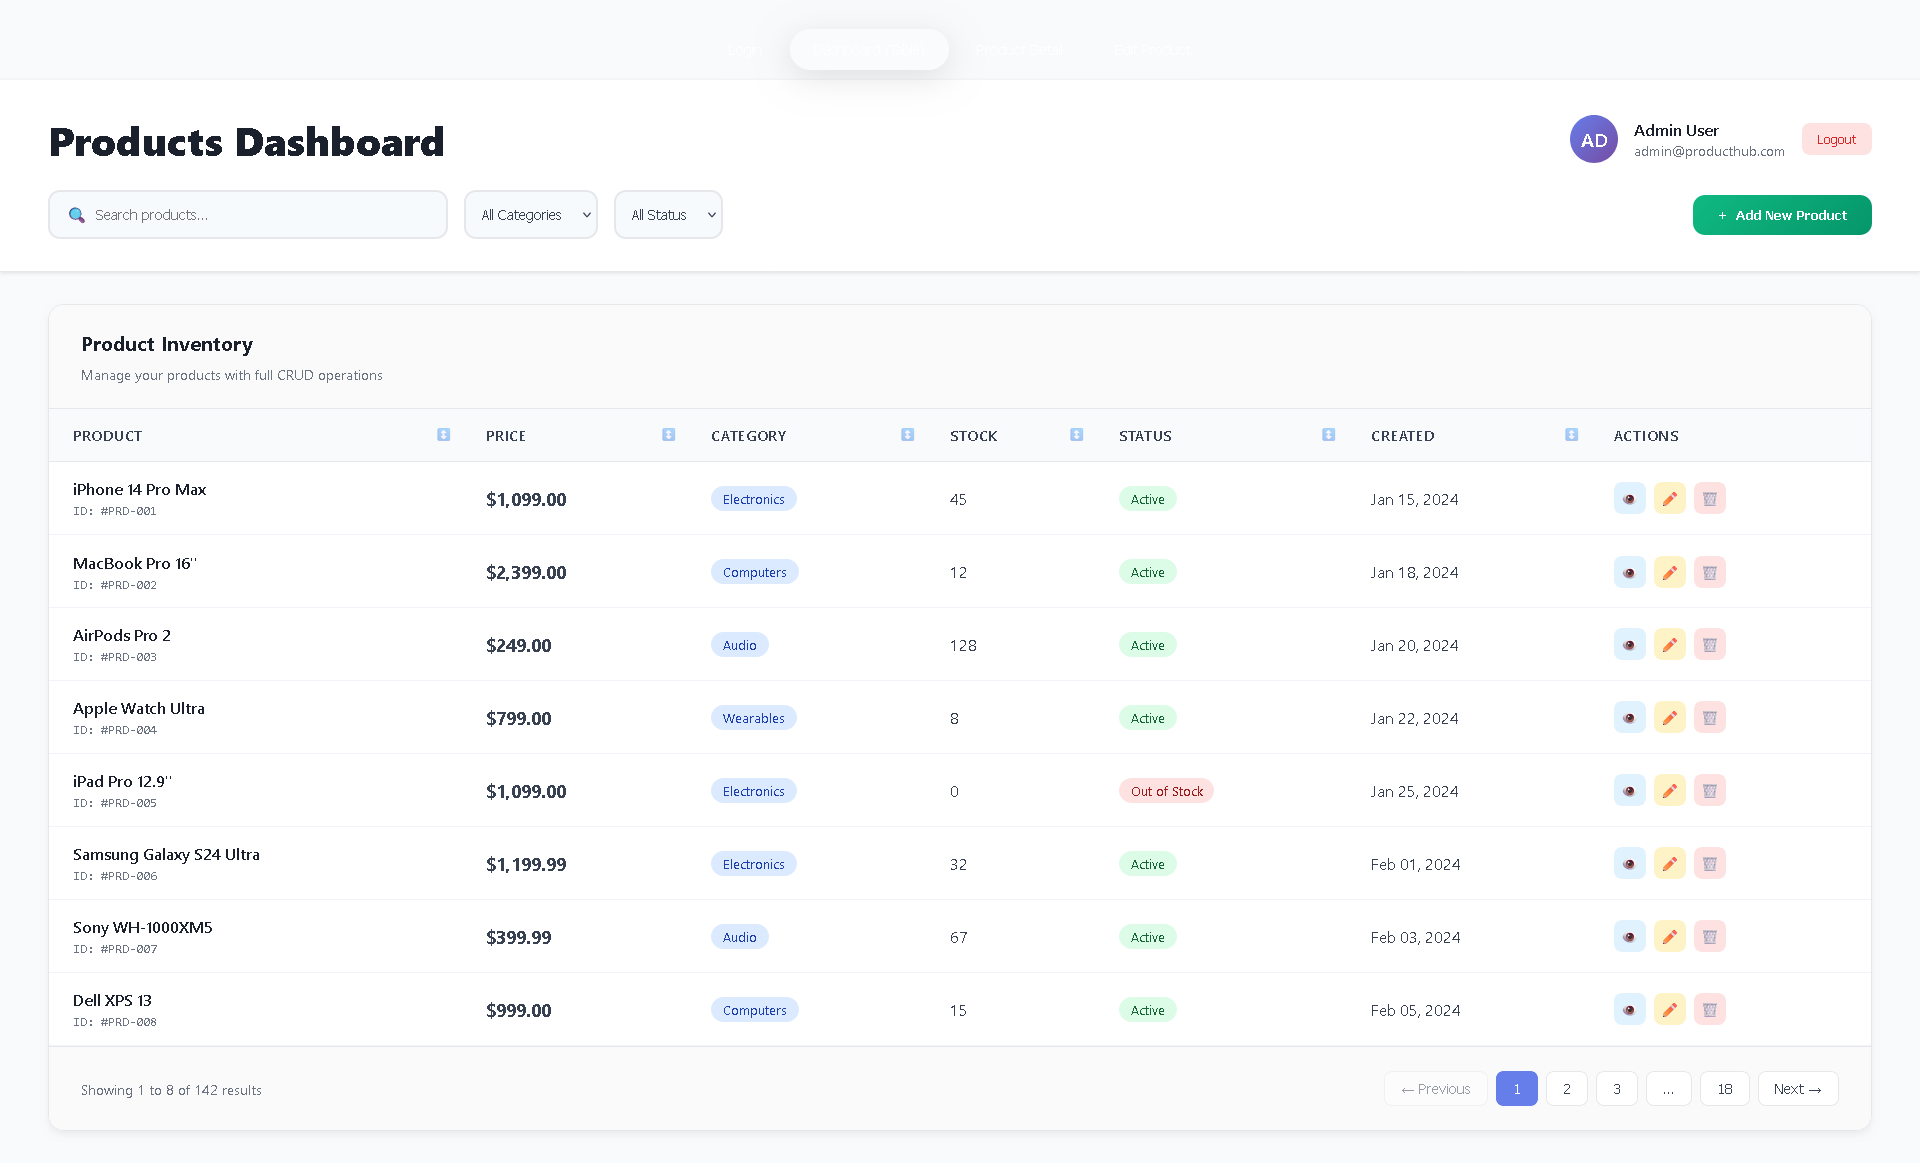 Products Dashboard
AD
Admin User
admin@producthub.com
Logout
Search products...
All Categories
All Status
+ Add New Product
Product Inventory
Manage your products with full CRUD operations
PRODUCT PRICE CATEGORY STOCK STATUS CREATED ACTIONS
iPhone 14 Pro Max
ID: #PRD-001
$1,099.00 Electronics 45 Active Jan 15, 2024
MacBook Pro 16"
ID: #PRD-002
$2,399.00 Computers 12 Active Jan 18, 2024
AirPods Pro 2
ID: #PRD-003
$249.00 Audio 128 Active Jan 20, 2024
Apple Watch Ultra
ID: #PRD-004
$799.00 Wearables 8 Active Jan 22, 2024
iPad Pro 12.9"
ID: #PRD-005
$1,099.00 Electronics 0 Out of Stock Jan 25, 2024
Samsung Galaxy S24 Ultra
ID: #PRD-006
$1,199.99 Electronics 32 Active Feb 01, 2024
Sony WH-1000XM5
ID: #PRD-007
$399.99 Audio 67 Active Feb 03, 2024
Dell XPS 13
ID: #PRD-008
$999.00 Computers 15 Active Feb 05, 2024
Showing 1 to 8 of 142 results
← Previous 1 2 3 ... 18 Next →